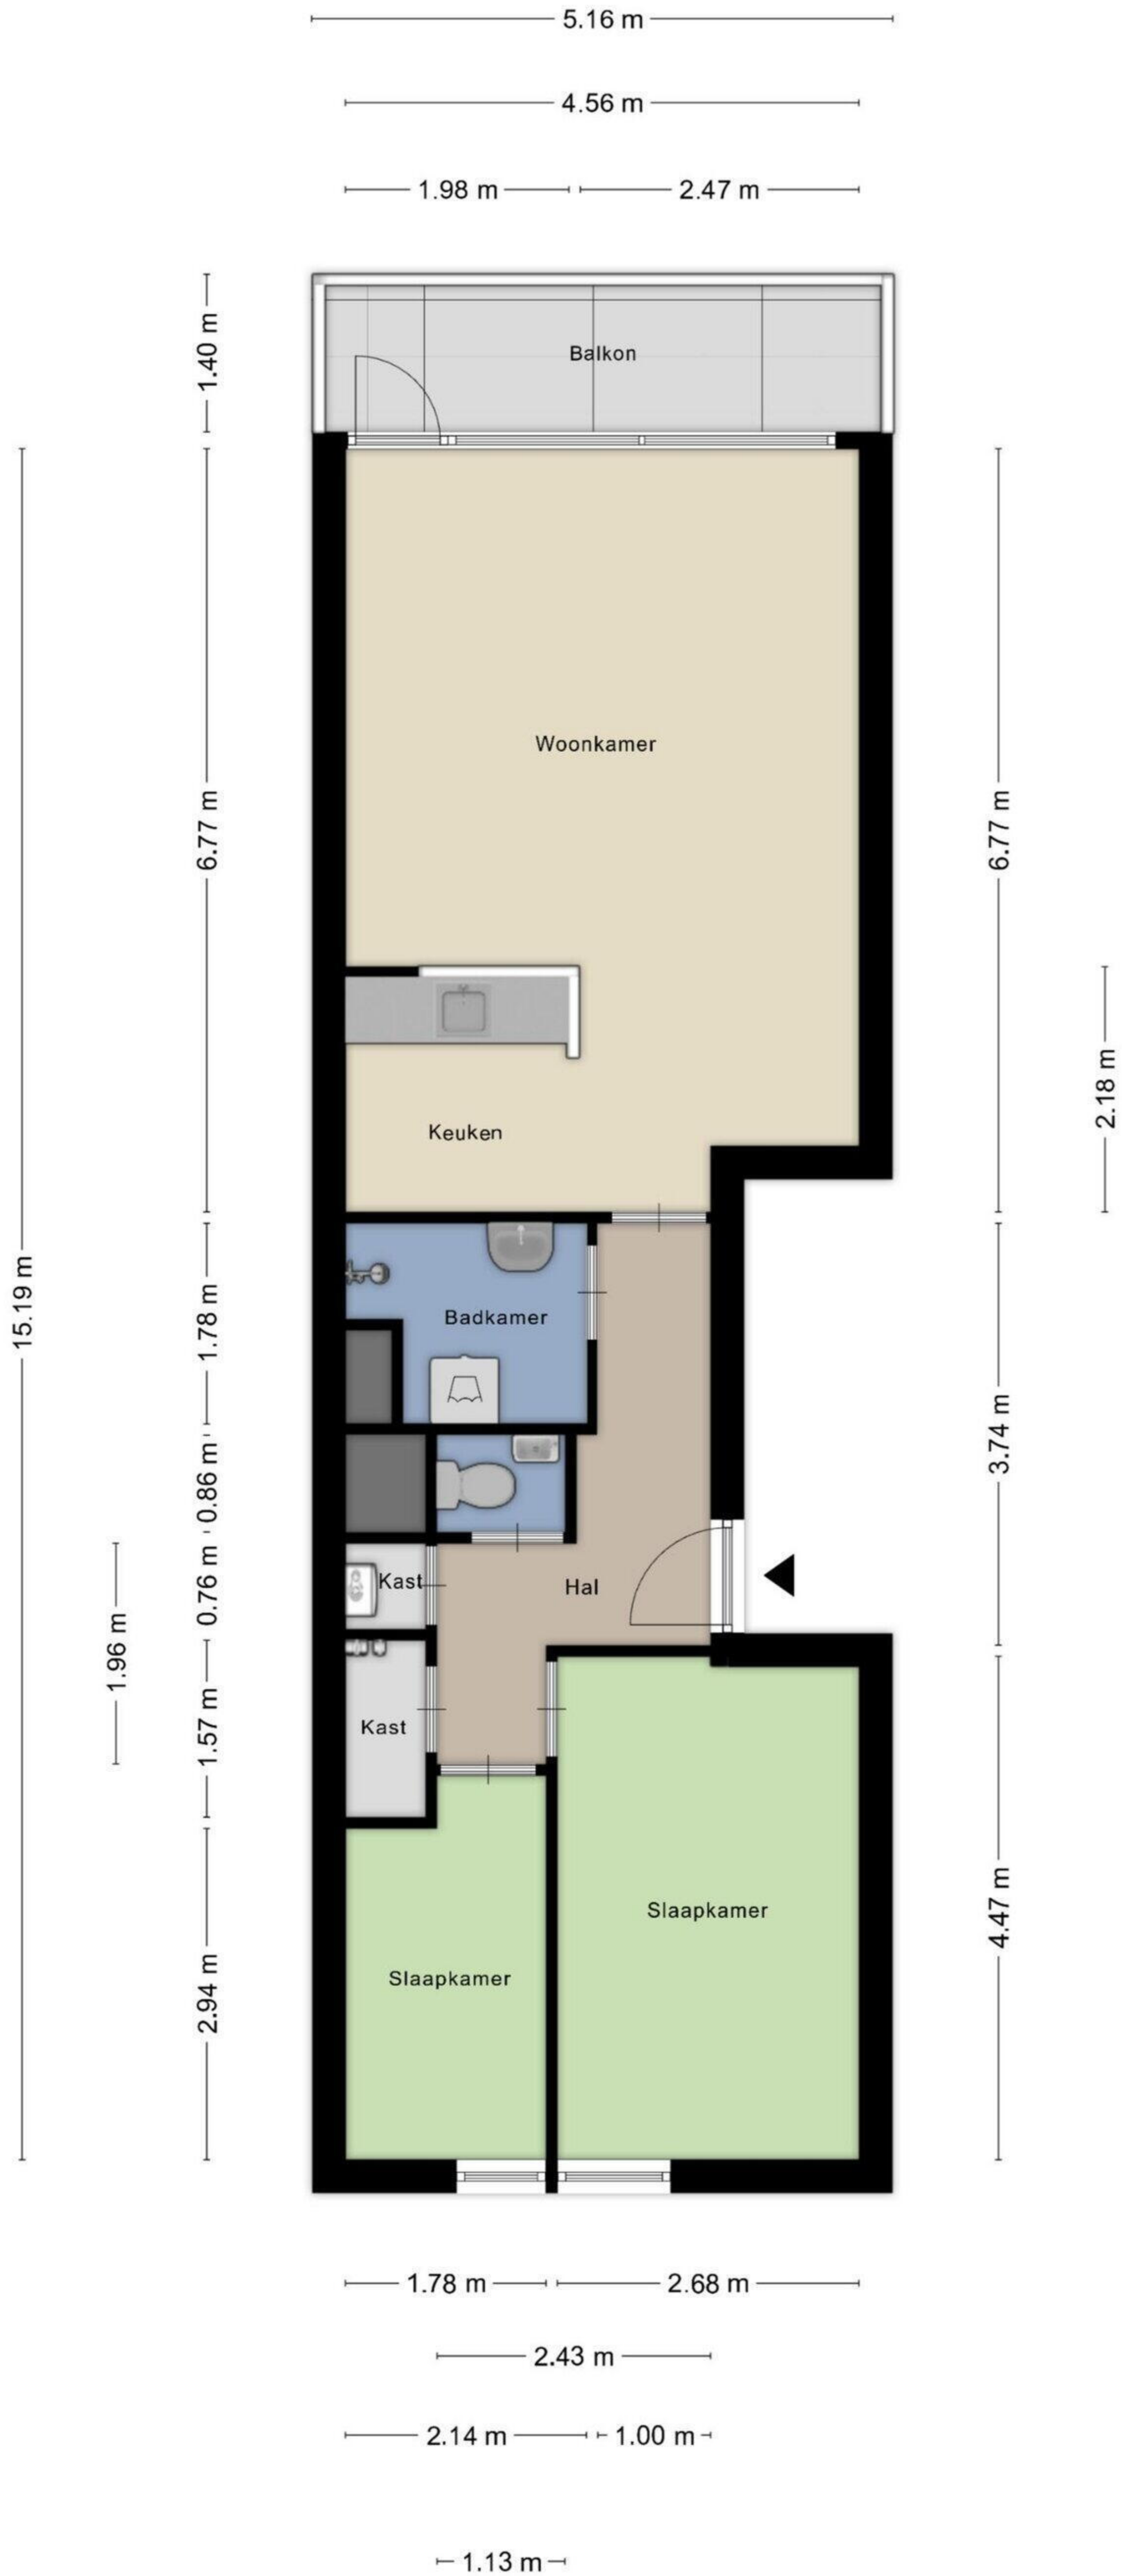 5.16 m
4.56 m
1.98 m
2.47 m
1.40 m
Balkon
Woonkamer
6.77 m
6.77 m
2.18 m
Keuken
15.19 m
1.78 m
Badkamer
3.74 m
0.86 m
0.76 m
Kast
Hal
1.96 m
1.57 m
Kast
Slaapkamer
4.47 m
Slaapkamer
2.94 m
1.78 m
2.68 m
2.43 m
2.14 m
1.00 m
1.13 m